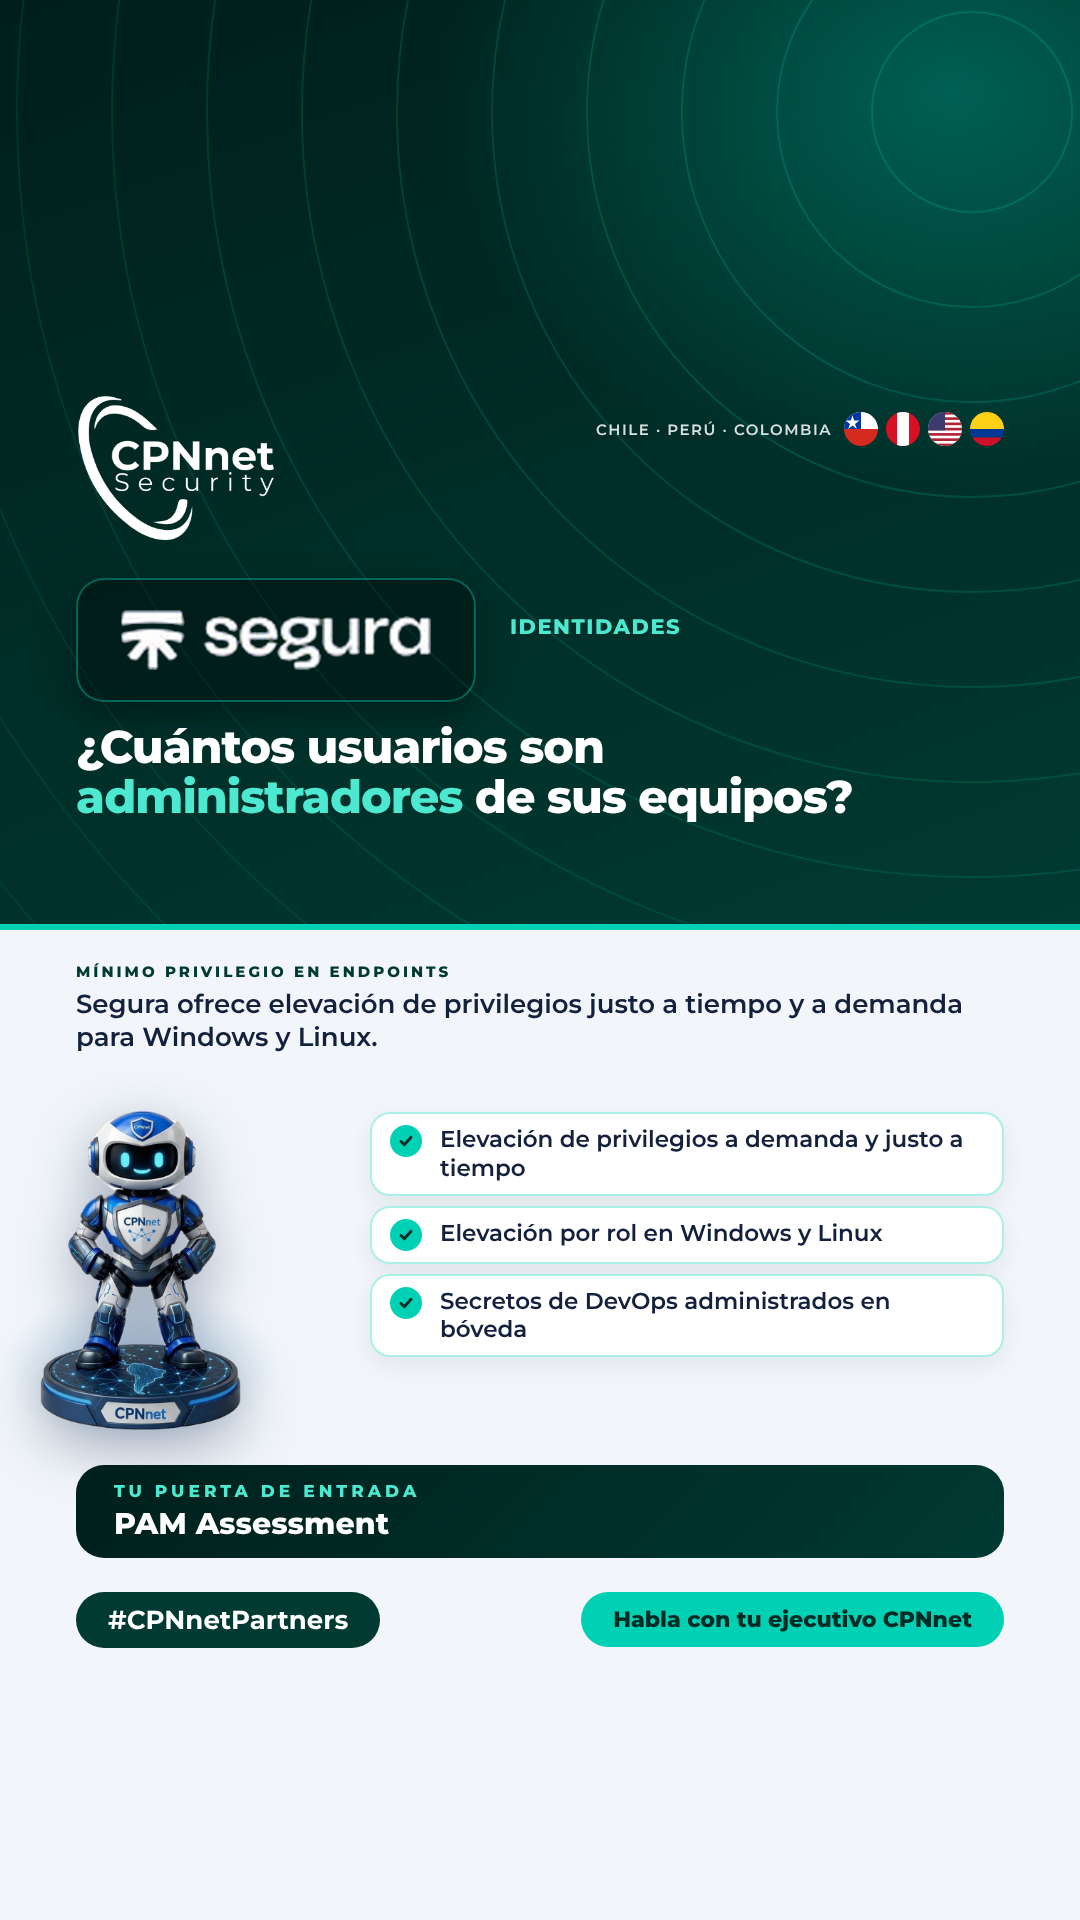 CPNnet
Security
CHILE · PERÚ · COLOMBIA
segura
IDENTIDADES
¿Cuántos usuarios son
administradores de sus equipos?
MÍNIMO PRIVILEGIO EN ENDPOINTS
Segura ofrece elevación de privilegios justo a tiempo y a demanda
para Windows y Linux.
CPNnet
CPNnet
CPNnet
Elevación de privilegios a demanda y justo a
tiempo
Elevación por rol en Windows y Linux
Secretos de DevOps administrados en
bóveda
TU PUERTA DE ENTRADA
PAM Assessment
#CPNnetPartners
Habla con tu ejecutivo CPNnet